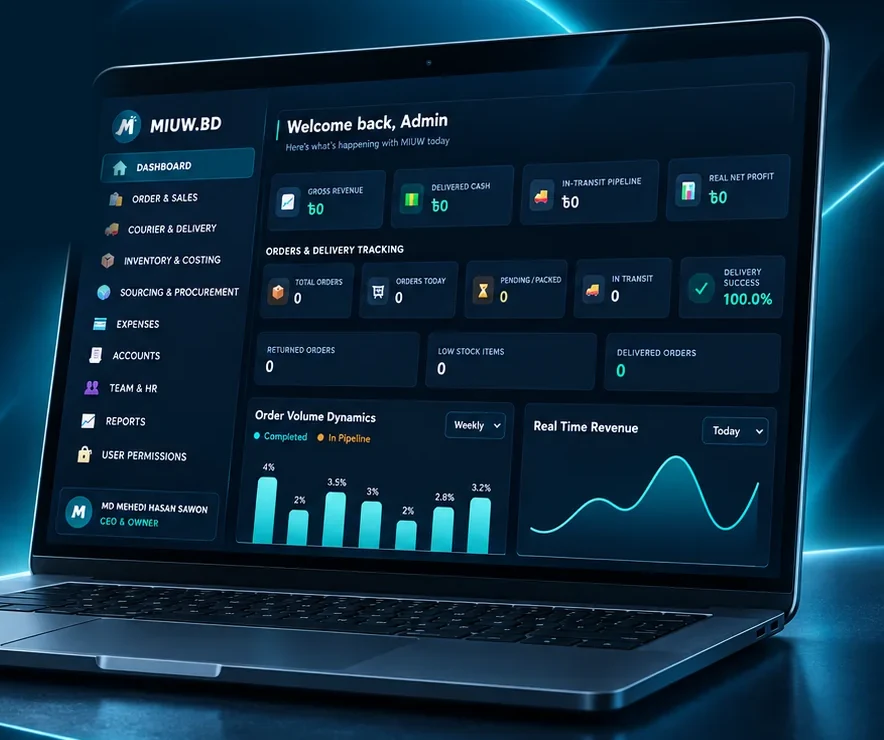 MIUW.BD
DASHBOARD
ORDER & SALES
COURIER & DELIVERY
INVENTORY & COSTING
SOURCING & PROCUREMENT
EXPENSES
ACCOUNTS
TEAM & HR
REPORTS
USER PERMISSIONS
M
MD MEHEDI HASAN SAWON
CEO & OWNER
Welcome back, Admin
Here's what's happening with MIUW today
GROSS REVENUE
৳0
DELIVERED CASH
৳0
IN-TRANSIT PIPELINE
৳0
REAL NET PROFIT
৳0
ORDERS & DELIVERY TRACKING
TOTAL ORDERS
0
ORDERS TODAY
0
PENDING/PACKED
0
IN TRANSIT
0
DELIVERY
SUCCESS
100.0%
RETURNED ORDERS
0
LOW STOCK ITEMS
0
DELIVERED ORDERS
0
Order Volume Dynamics
Weekly
Completed
In Pipeline
4%
2%
3.5%
3%
2%
2.8%
3.2%
Real Time Revenue
Today